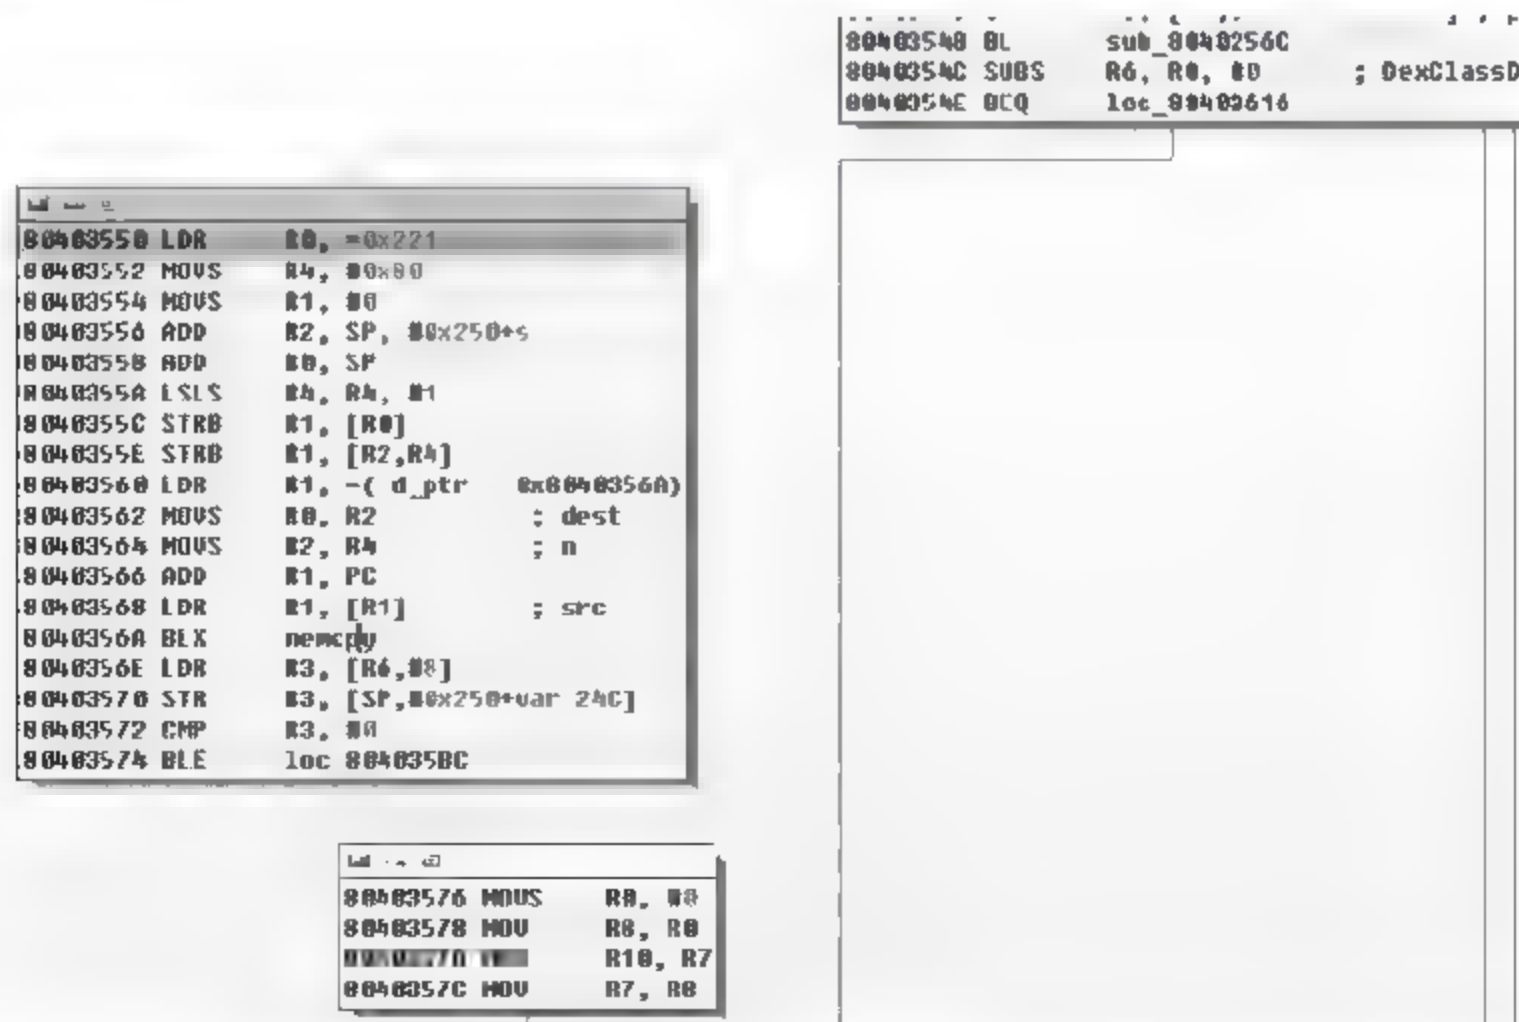 80403548 BL sub_8040256C
8040354C SUBS R6, R0, #0 ; DexClassD
8040354E BEQ loc_80403616
80403550 LDR R0, =0x221
80403552 MOVS R4, #0x80
80403554 MOVS R1, #0
80403556 ADD R2, SP, #0x250+s
80403558 ADD R0, SP
8040355A LSLS R4, R4, #1
8040355C STRB R1, [R0]
8040355E STRB R1, [R2,R4]
80403560 LDR R1, =( d_ptr 0x8040356A)
80403562 MOVS R0, R2 ; dest
80403564 MOVS R2, R4 ; n
80403566 ADD R1, PC
80403568 LDR R1, [R1] ; src
8040356A BLX memcpy
8040356E LDR R3, [R6,#8]
80403570 STR R3, [SP,#0x250+var 24C]
80403572 CMP R3, #0
80403574 BLE loc 804035BC
80403576 MOVS R0, #0
80403578 MOV R8, R0
R10, R7
8040357C MOV R7, R8